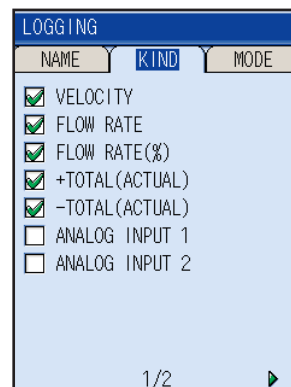 LOGGING
NAME KIND MODE
VELOCITY
FLOW RATE
FLOW RATE(%)
+TOTAL(ACTUAL)
-TOTAL(ACTUAL)
ANALOG INPUT 1
ANALOG INPUT 2
1/2